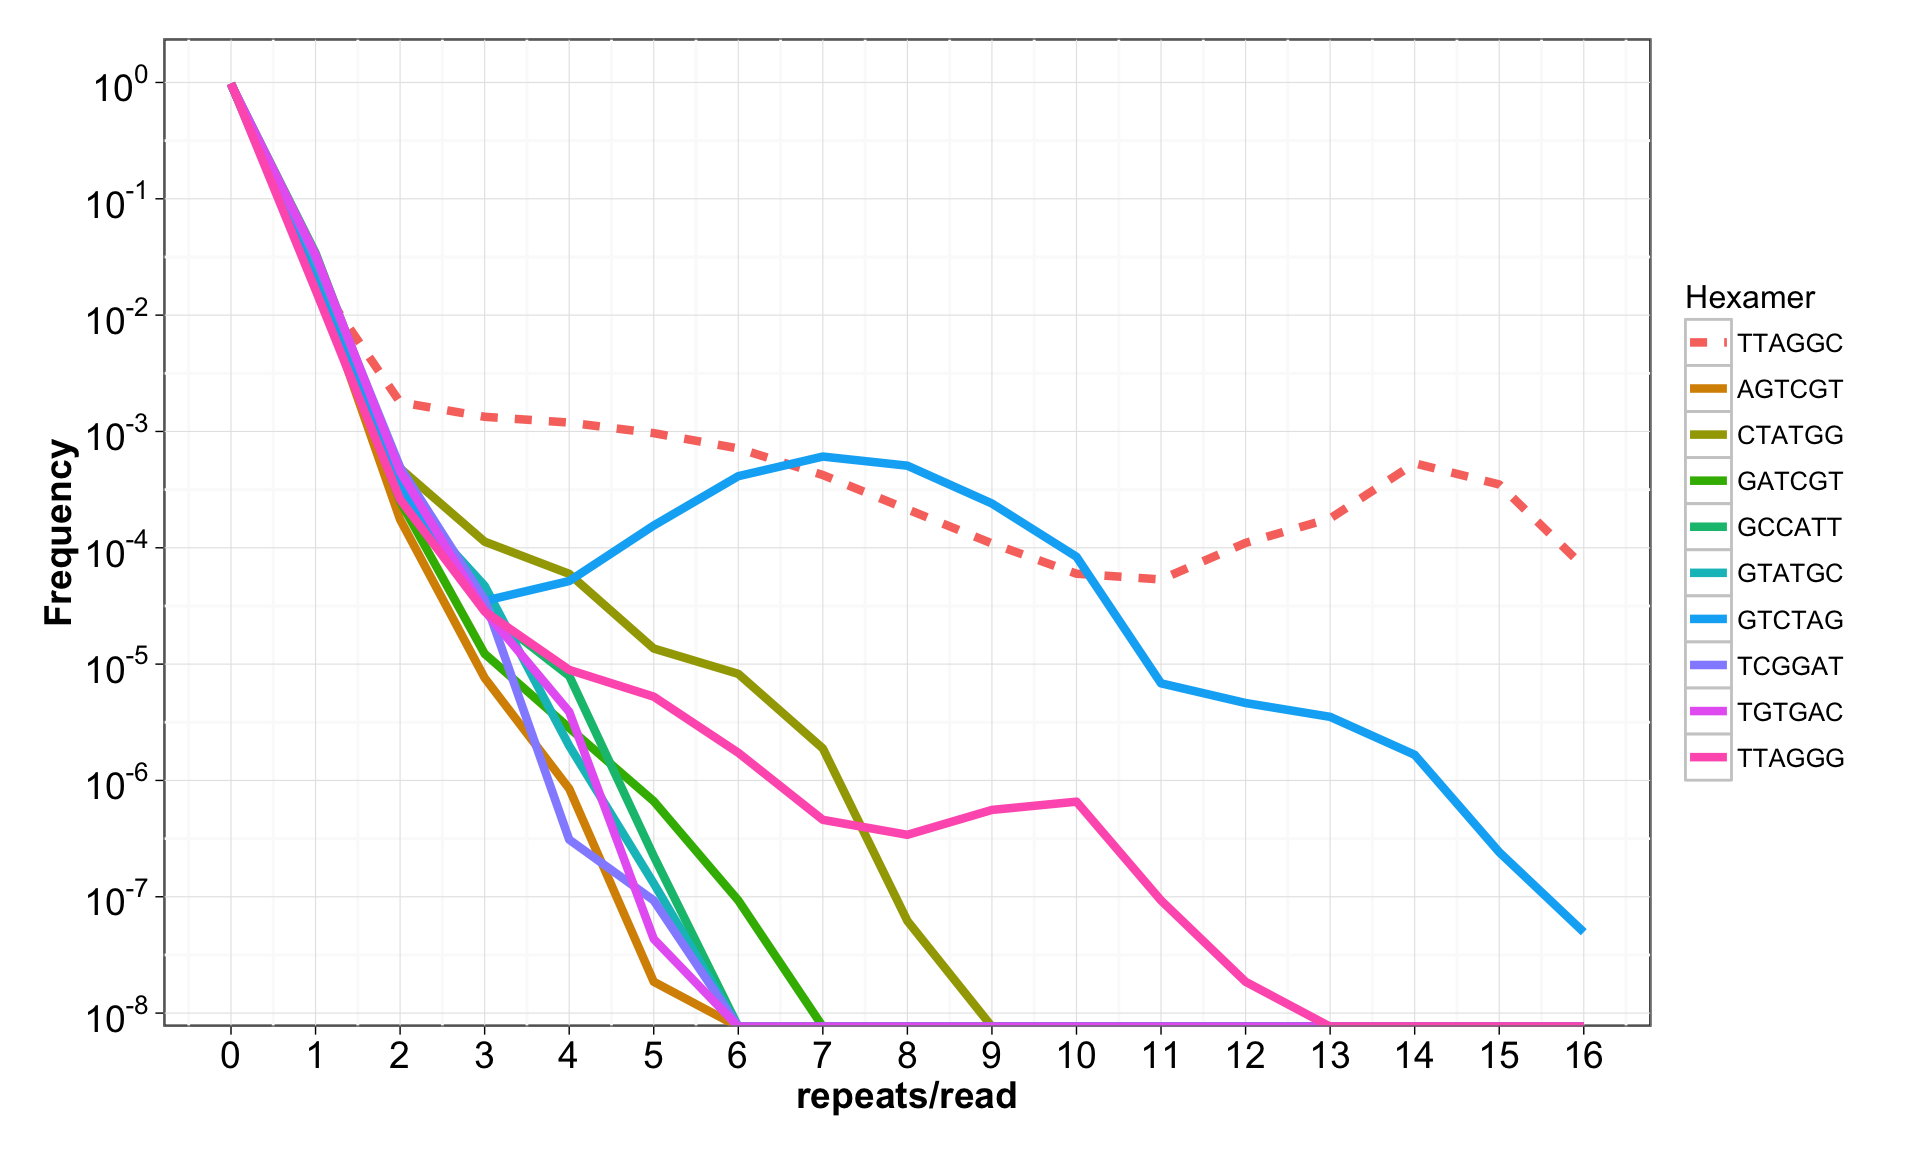 10^0
10^-1
10^-2
10^-3
10^-4
10^-5
10^-6
10^-7
10^-8
Frequency
0 1 2 3 4 5 6 7 8 9 10 11 12 13 14 15 16
repeats/read
Hexamer
TTAGGC
AGTCGT
CTATGG
GATCGT
GCCATT
GTATGC
GTCTAG
TCGGAT
TGTGAC
TTAGGG